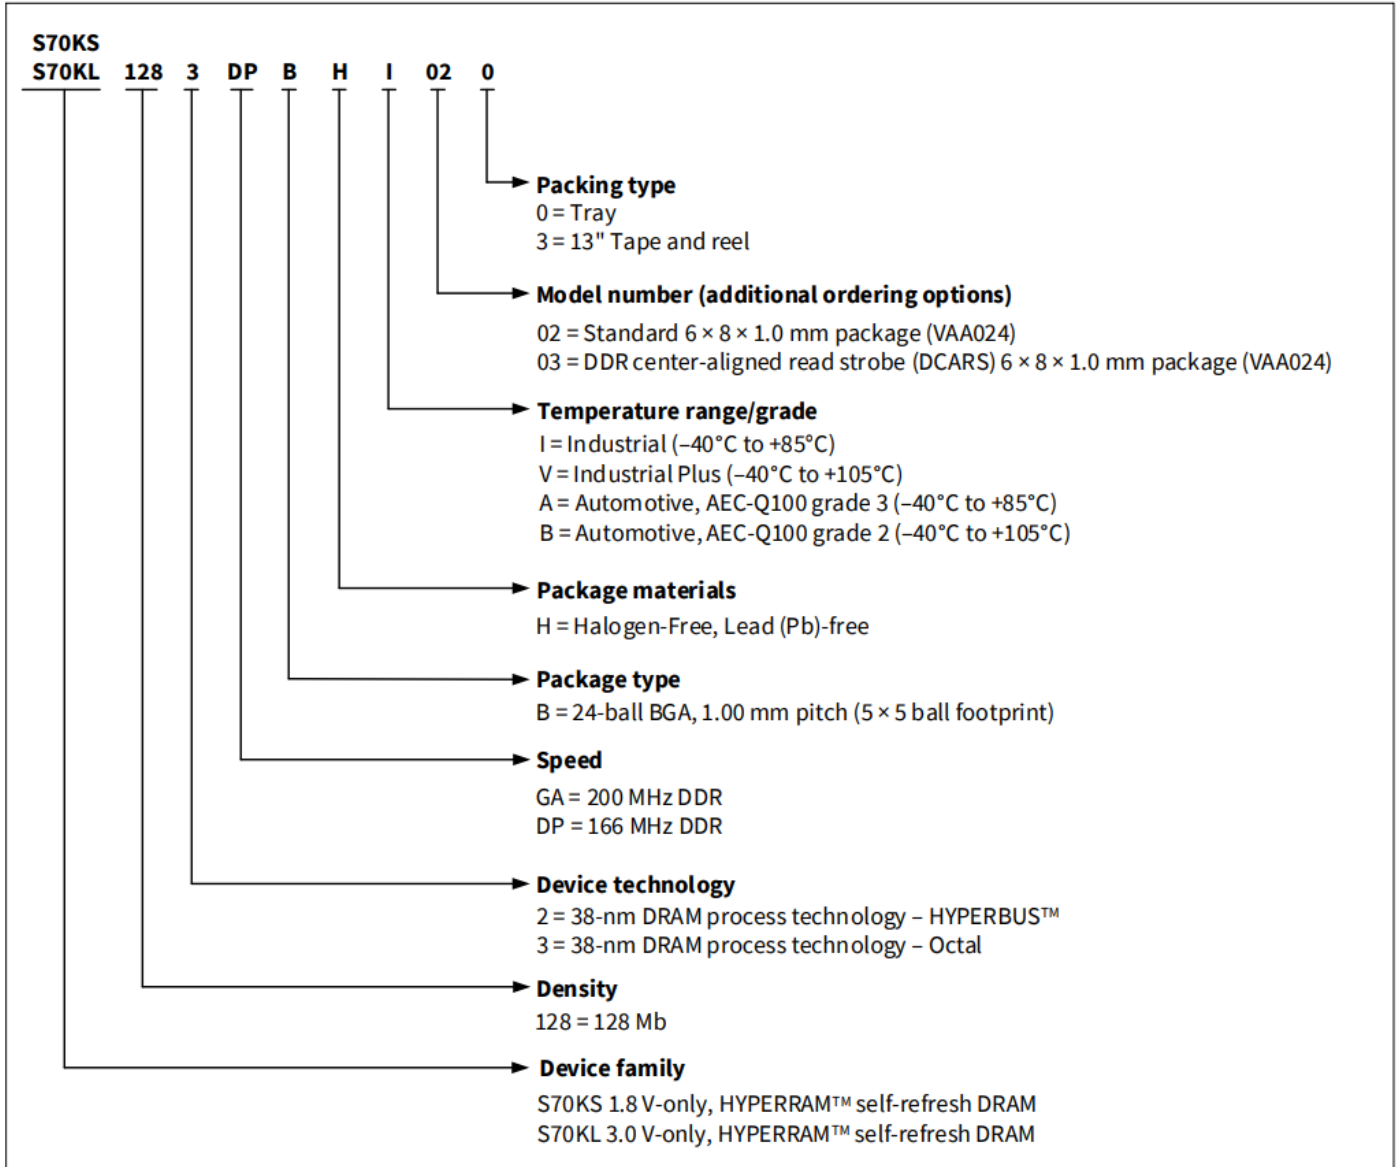 S70KS
S70KL 128 3 DP B H I 02 0
Packing type
0 = Tray
3 = 13" Tape and reel
Model number (additional ordering options)
02 = Standard 6 × 8 × 1.0 mm package (VAA024)
03 = DDR center-aligned read strobe (DCARS) 6 × 8 × 1.0 mm package (VAA024)
Temperature range/grade
I = Industrial (–40°C to +85°C)
V = Industrial Plus (–40°C to +105°C)
A = Automotive, AEC-Q100 grade 3 (–40°C to +85°C)
B = Automotive, AEC-Q100 grade 2 (–40°C to +105°C)
Package materials
H = Halogen-Free, Lead (Pb)-free
Package type
B = 24-ball BGA, 1.00 mm pitch (5 × 5 ball footprint)
Speed
GA = 200 MHz DDR
DP = 166 MHz DDR
Device technology
2 = 38-nm DRAM process technology – HYPERBUS™
3 = 38-nm DRAM process technology – Octal
Density
128 = 128 Mb
Device family
S70KS 1.8 V-only, HYPERRAM™ self-refresh DRAM
S70KL 3.0 V-only, HYPERRAM™ self-refresh DRAM